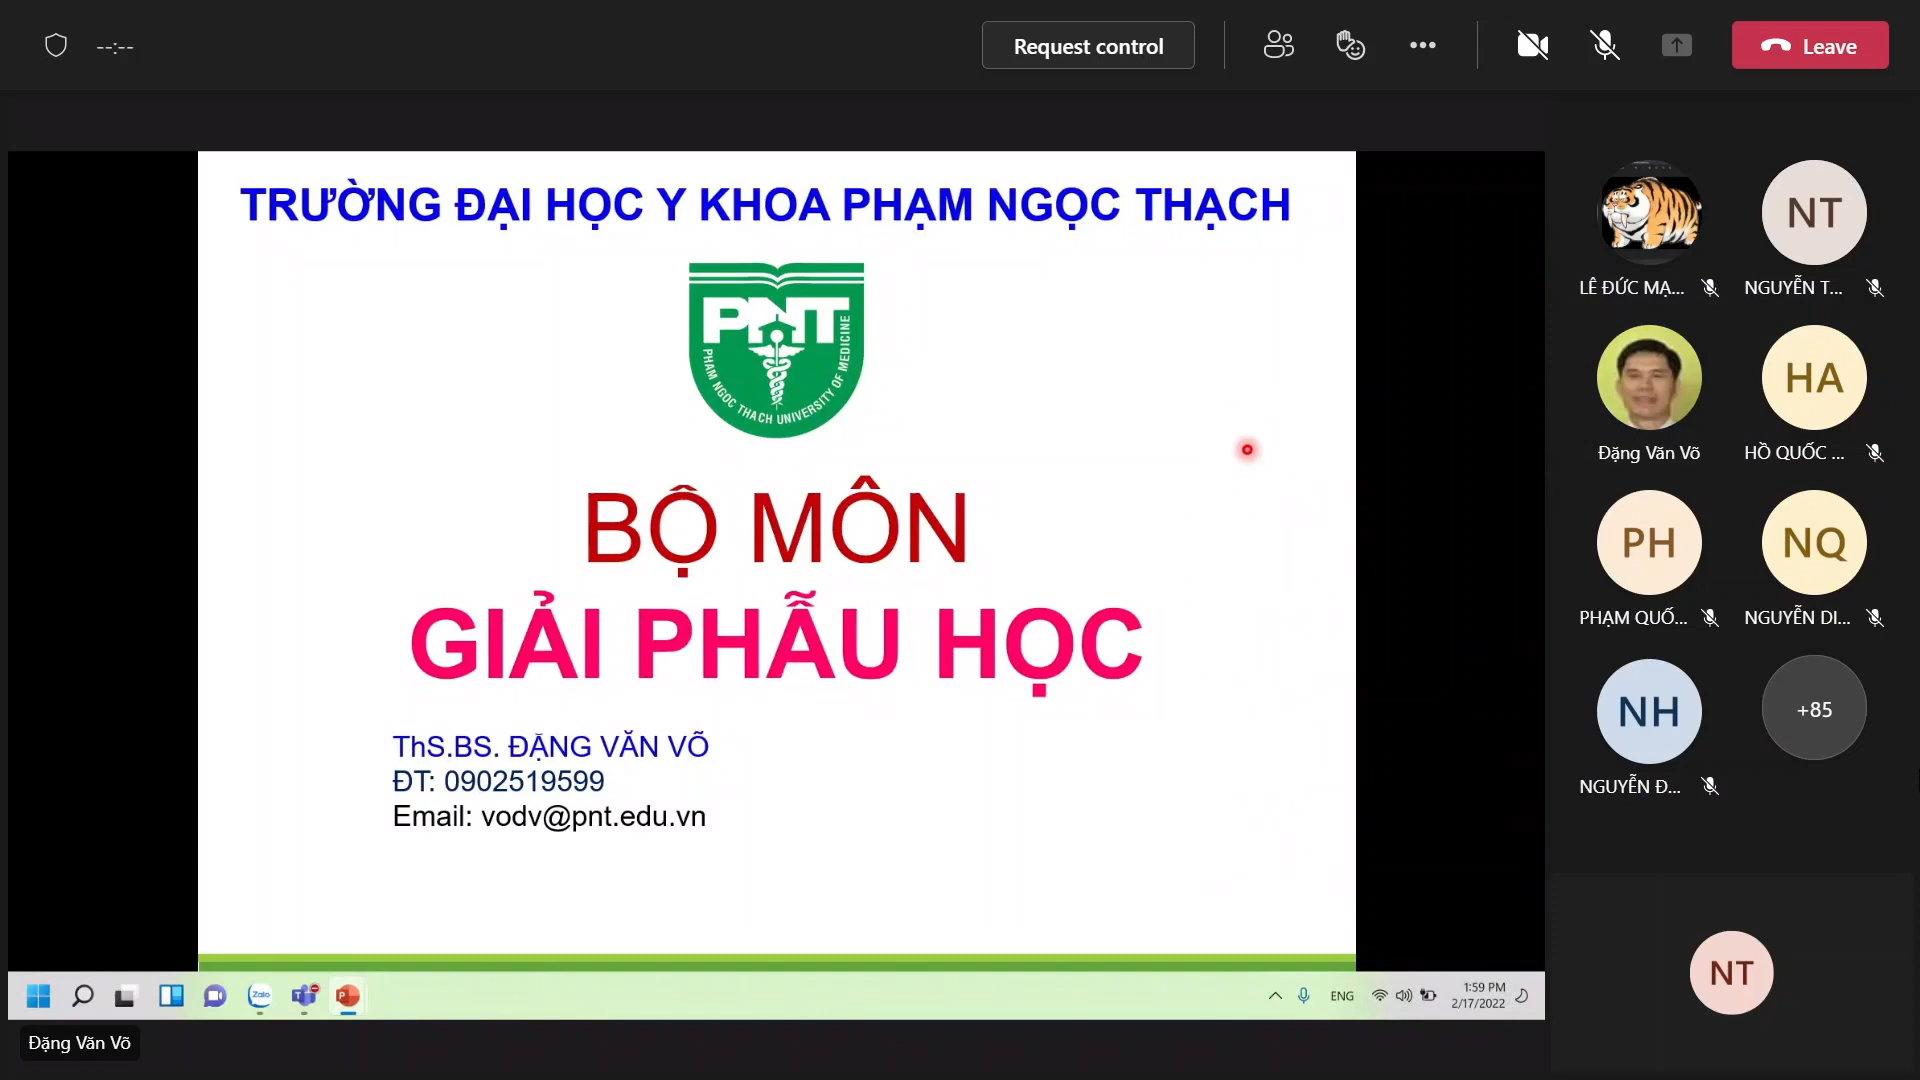 --:--
Request control
Leave
TRƯỜNG ĐẠI HỌC Y KHOA PHẠM NGỌC THẠCH
PNT
PHAM NGOC THACH UNIVERSITY OF MEDICINE
BỘ MÔN
GIẢI PHẪU HỌC
ThS.BS. ĐẶNG VĂN VÕ
ĐT: 0902519599
Email: vodv@pnt.edu.vn
NT
LÊ ĐỨC MẠ...
NGUYỄN T...
HA
Đặng Văn Võ
HỒ QUỐC ...
PH
NQ
PHẠM QUỐ...
NGUYỄN DI...
NH
+85
NGUYỄN Đ...
NT
Zalo
ENG
1:59 PM
2/17/2022
Đặng Văn Võ